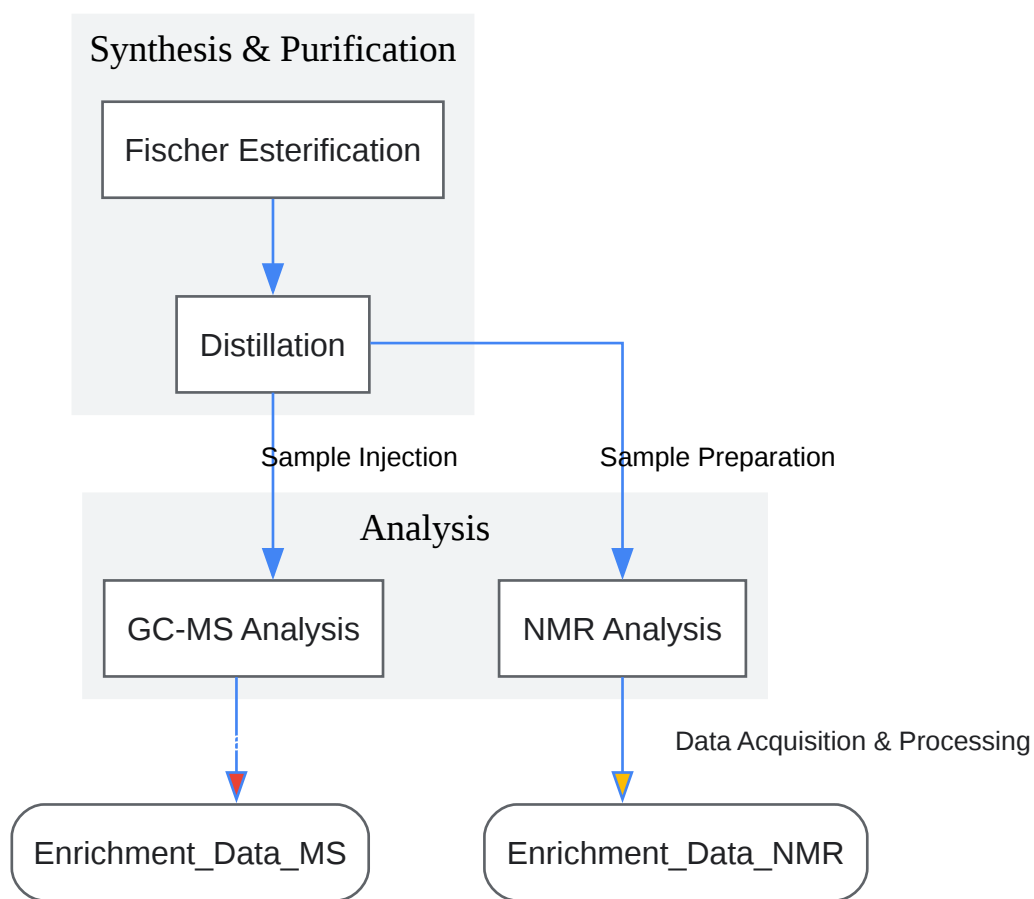 Synthesis & Purification
Fischer Esterification
Distillation
Sample Injection
Sample Preparation
Analysis
GC-MS Analysis
NMR Analysis
Data Acquisition & Processing
Enrichment_Data_MS
Enrichment_Data_NMR